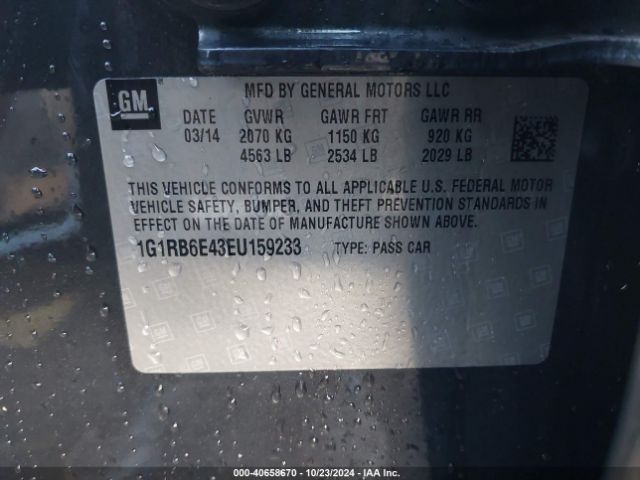 GM
MFD BY GENERAL MOTORS LLC
DATE GVWR GAWR FRT GAWR RR
03/14 2070 KG 1150 KG 920 KG
4563 LB 2534 LB 2029 LB
THIS VEHICLE CONFORMS TO ALL APPLICABLE U.S. FEDERAL MOTOR
VEHICLE SAFETY, BUMPER, AND THEFT PREVENTION STANDARDS IN
EFFECT ON THE DATE OF MANUFACTURE SHOWN ABOVE.
1G1RB6E43EU159233 TYPE: PASS CAR
000-40658670 | 10/23/2024 | IAA Inc.